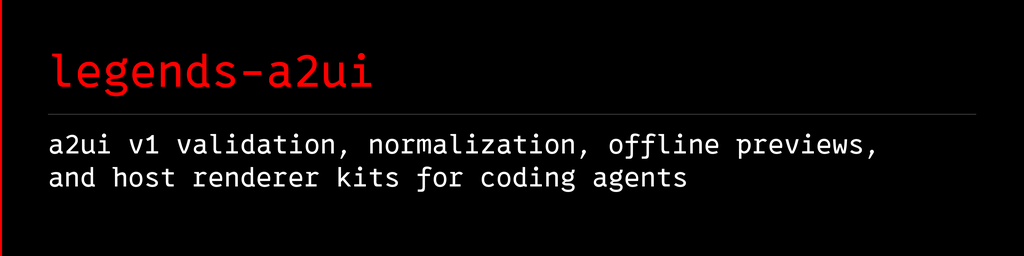 legends-a2ui
a2ui v1 validation, normalization, offline previews,
and host renderer kits for coding agents